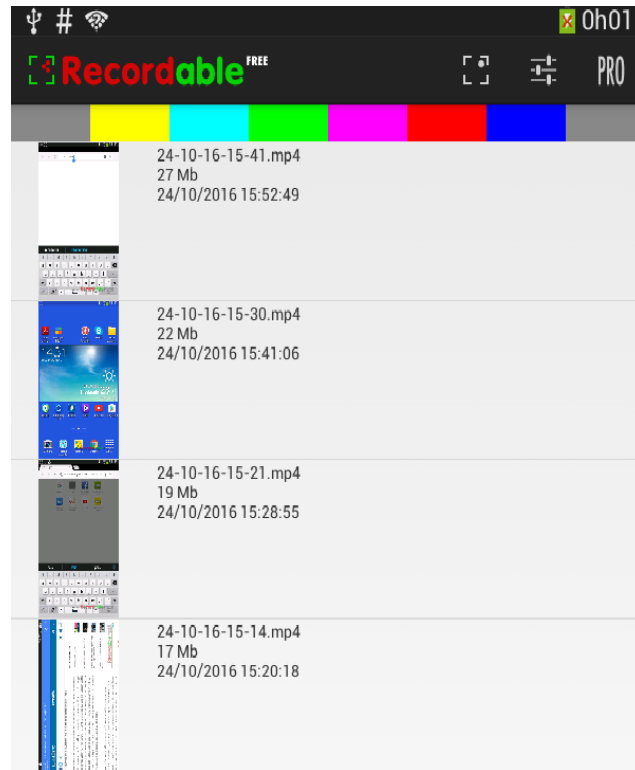 # 0h01
Recordable FREE PRO
24-10-16-15-41.mp4
27 Mb
24/10/2016 15:52:49
24-10-16-15-30.mp4
22 Mb
24/10/2016 15:41:06
24-10-16-15-21.mp4
19 Mb
24/10/2016 15:28:55
24-10-16-15-14.mp4
17 Mb
24/10/2016 15:20:18